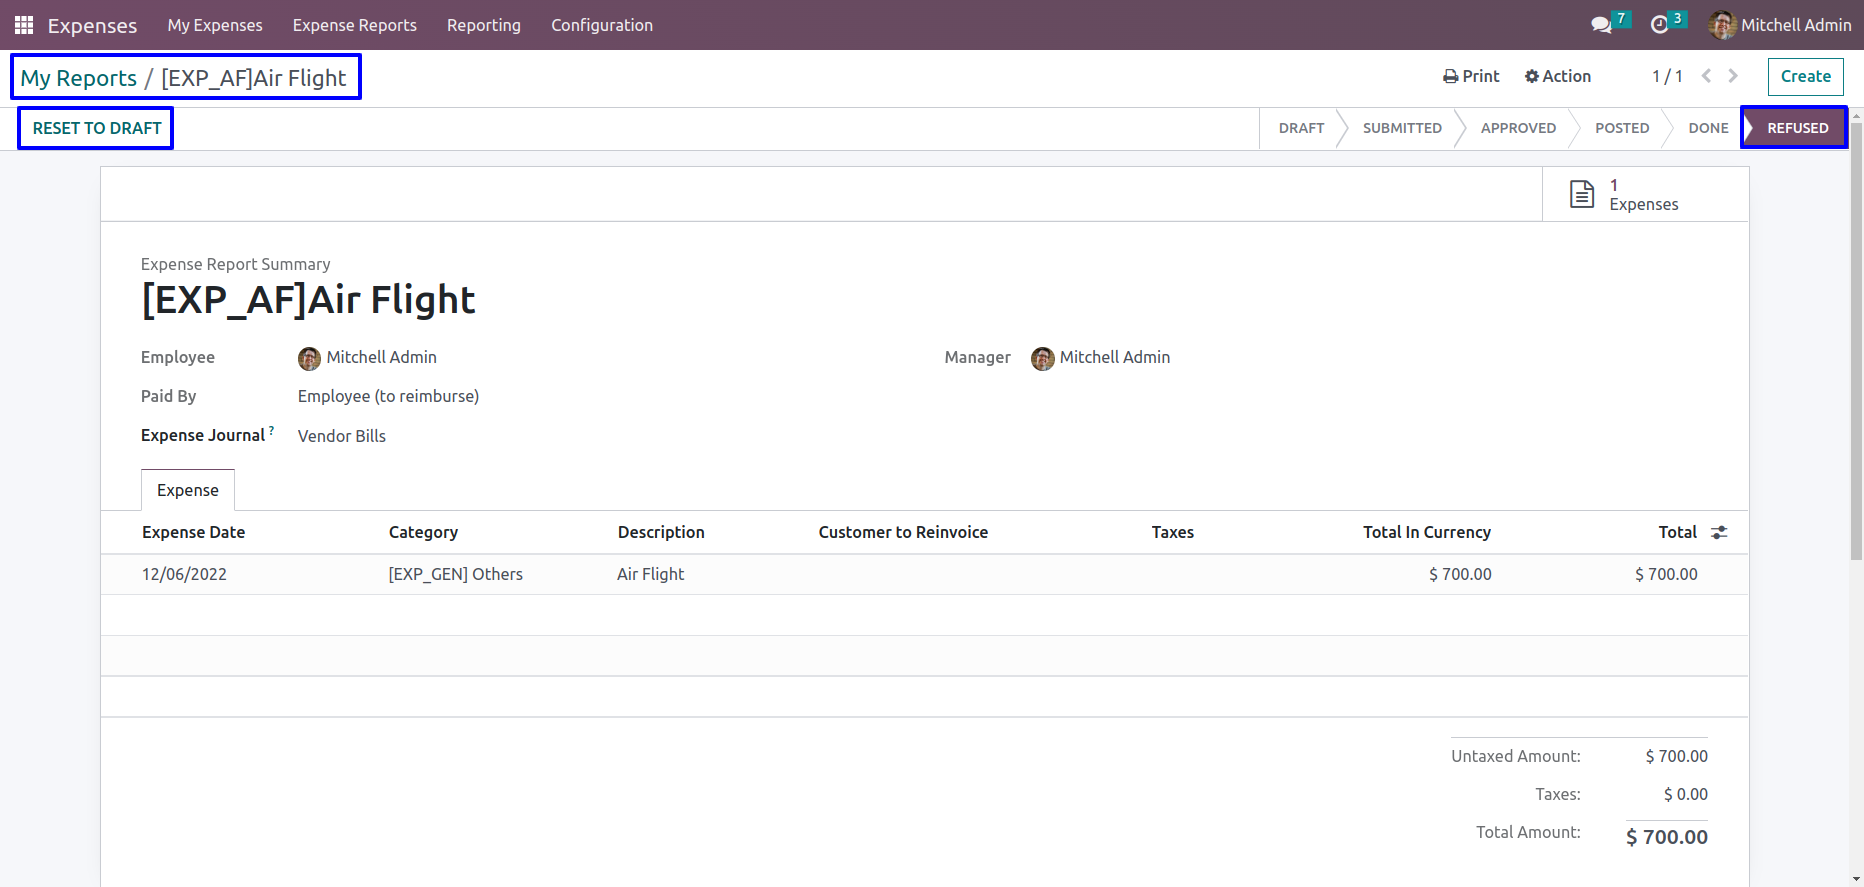 Expenses My Expenses Expense Reports Reporting Configuration 7 3 Mitchell Admin
My Reports / [EXP_AF]Air Flight Print Action 1 / 1 Create
RESET TO DRAFT DRAFT SUBMITTED APPROVED POSTED DONE REFUSED
1
Expenses
Expense Report Summary
[EXP_AF]Air Flight
Employee Mitchell Admin Manager Mitchell Admin
Paid By Employee (to reimburse)
Expense Journal ? Vendor Bills
Expense
Expense Date Category Description Customer to Reinvoice Taxes Total In Currency Total
12/06/2022 [EXP_GEN] Others Air Flight $ 700.00 $ 700.00
Untaxed Amount: $ 700.00
Taxes: $ 0.00
Total Amount: $ 700.00